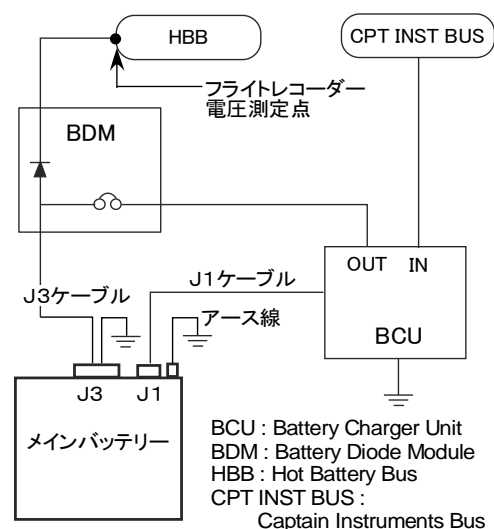 HBB
CPT INST BUS
フライトレコーダー
電圧測定点
BDM
OUT IN
J3ケーブル
J1ケーブル
アース線
BCU
J3 J1
メインバッテリー
BCU : Battery Charger Unit
BDM : Battery Diode Module
HBB : Hot Battery Bus
CPT INST BUS :
Captain Instruments Bus